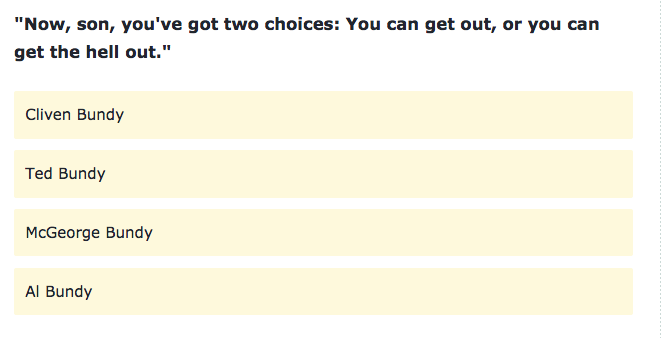 "Now, son, you've got two choices: You can get out, or you can
get the hell out."
Cliven Bundy
Ted Bundy
McGeorge Bundy
Al Bundy